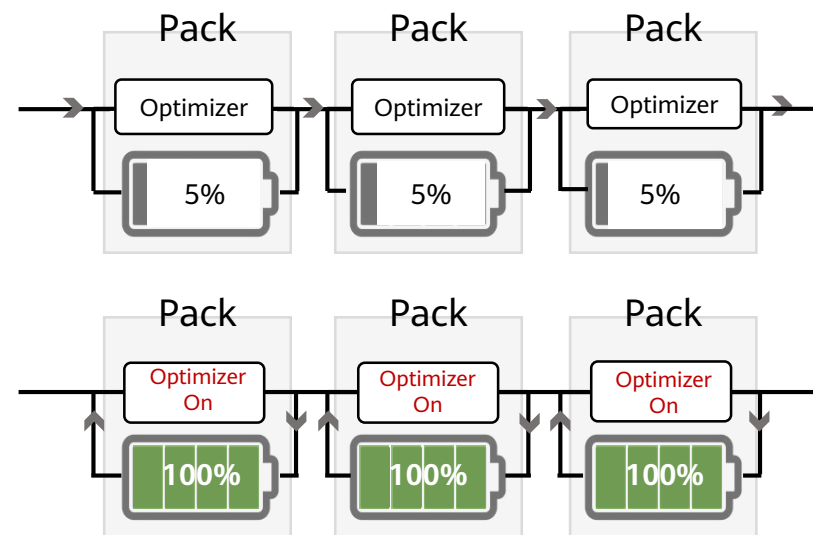 Pack Pack Pack
Optimizer Optimizer Optimizer
5% 5% 5%
Pack Pack Pack
Optimizer Optimizer Optimizer
On On On
100% 100% 100%